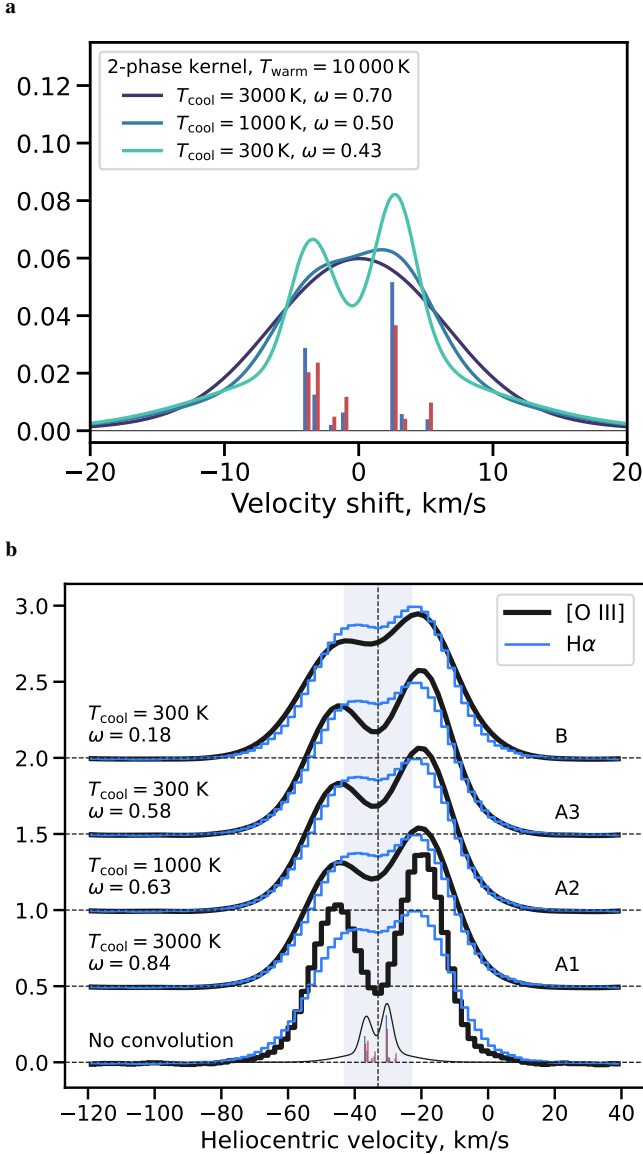 a
2-phase kernel, T_warm = 10 000 K
T_cool = 3000 K, ω = 0.70
T_cool = 1000 K, ω = 0.50
T_cool = 300 K, ω = 0.43
0.12
0.10
0.08
0.06
0.04
0.02
0.00
−20 −10 0 10 20
Velocity shift, km/s
b
[O III]
Hα
3.0
2.5
2.0
1.5
1.0
0.5
0.0
T_cool = 300 K
ω = 0.18
B
T_cool = 300 K
ω = 0.58
A3
T_cool = 1000 K
ω = 0.63
A2
T_cool = 3000 K
ω = 0.84
A1
No convolution
−120 −100 −80 −60 −40 −20 0 20 40
Heliocentric velocity, km/s